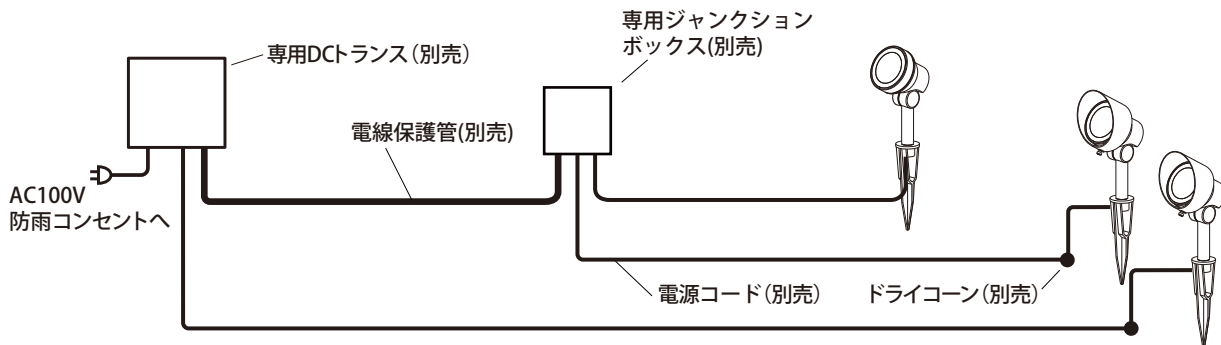 専用ジャンクション
ボックス(別売)
専用DCトランス(別売)
電線保護管(別売)
AC100V
防雨コンセントへ
電源コード(別売)
ドライコーン(別売)